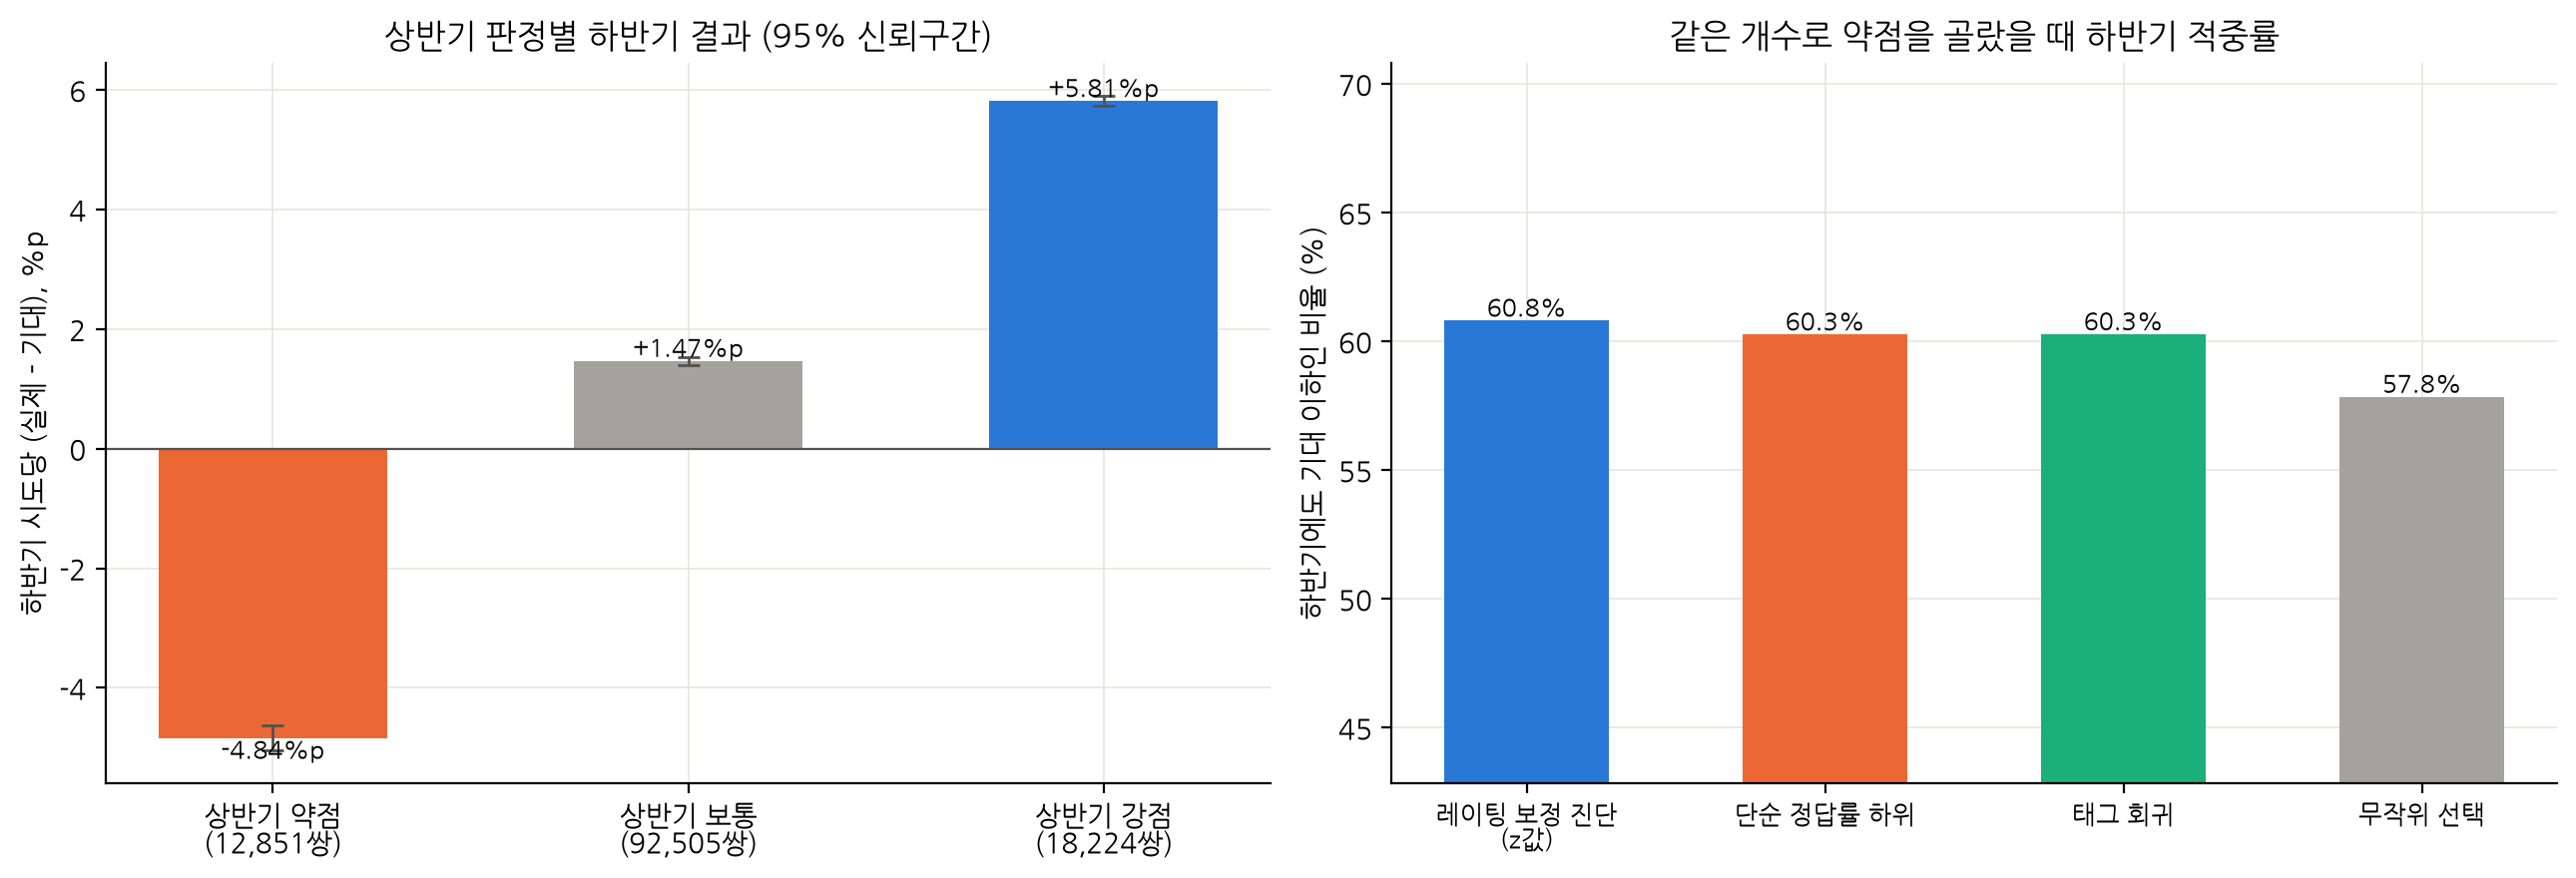 상반기 판정별 하반기 결과 (95% 신뢰구간)
하반기 시도당 (실제 - 기대), %p
6
4
2
0
-2
-4
+5.81%p
+1.47%p
-4.84%p
상반기 약점
(12,851쌍)
상반기 보통
(92,505쌍)
상반기 강점
(18,224쌍)
같은 개수로 약점을 골랐을 때 하반기 적중률
하반기에도 기대 이하인 비율 (%)
70
65
60
55
50
45
60.8%
60.3%
60.3%
57.8%
레이팅 보정 진단
(z값)
단순 정답률 하위
태그 회귀
무작위 선택